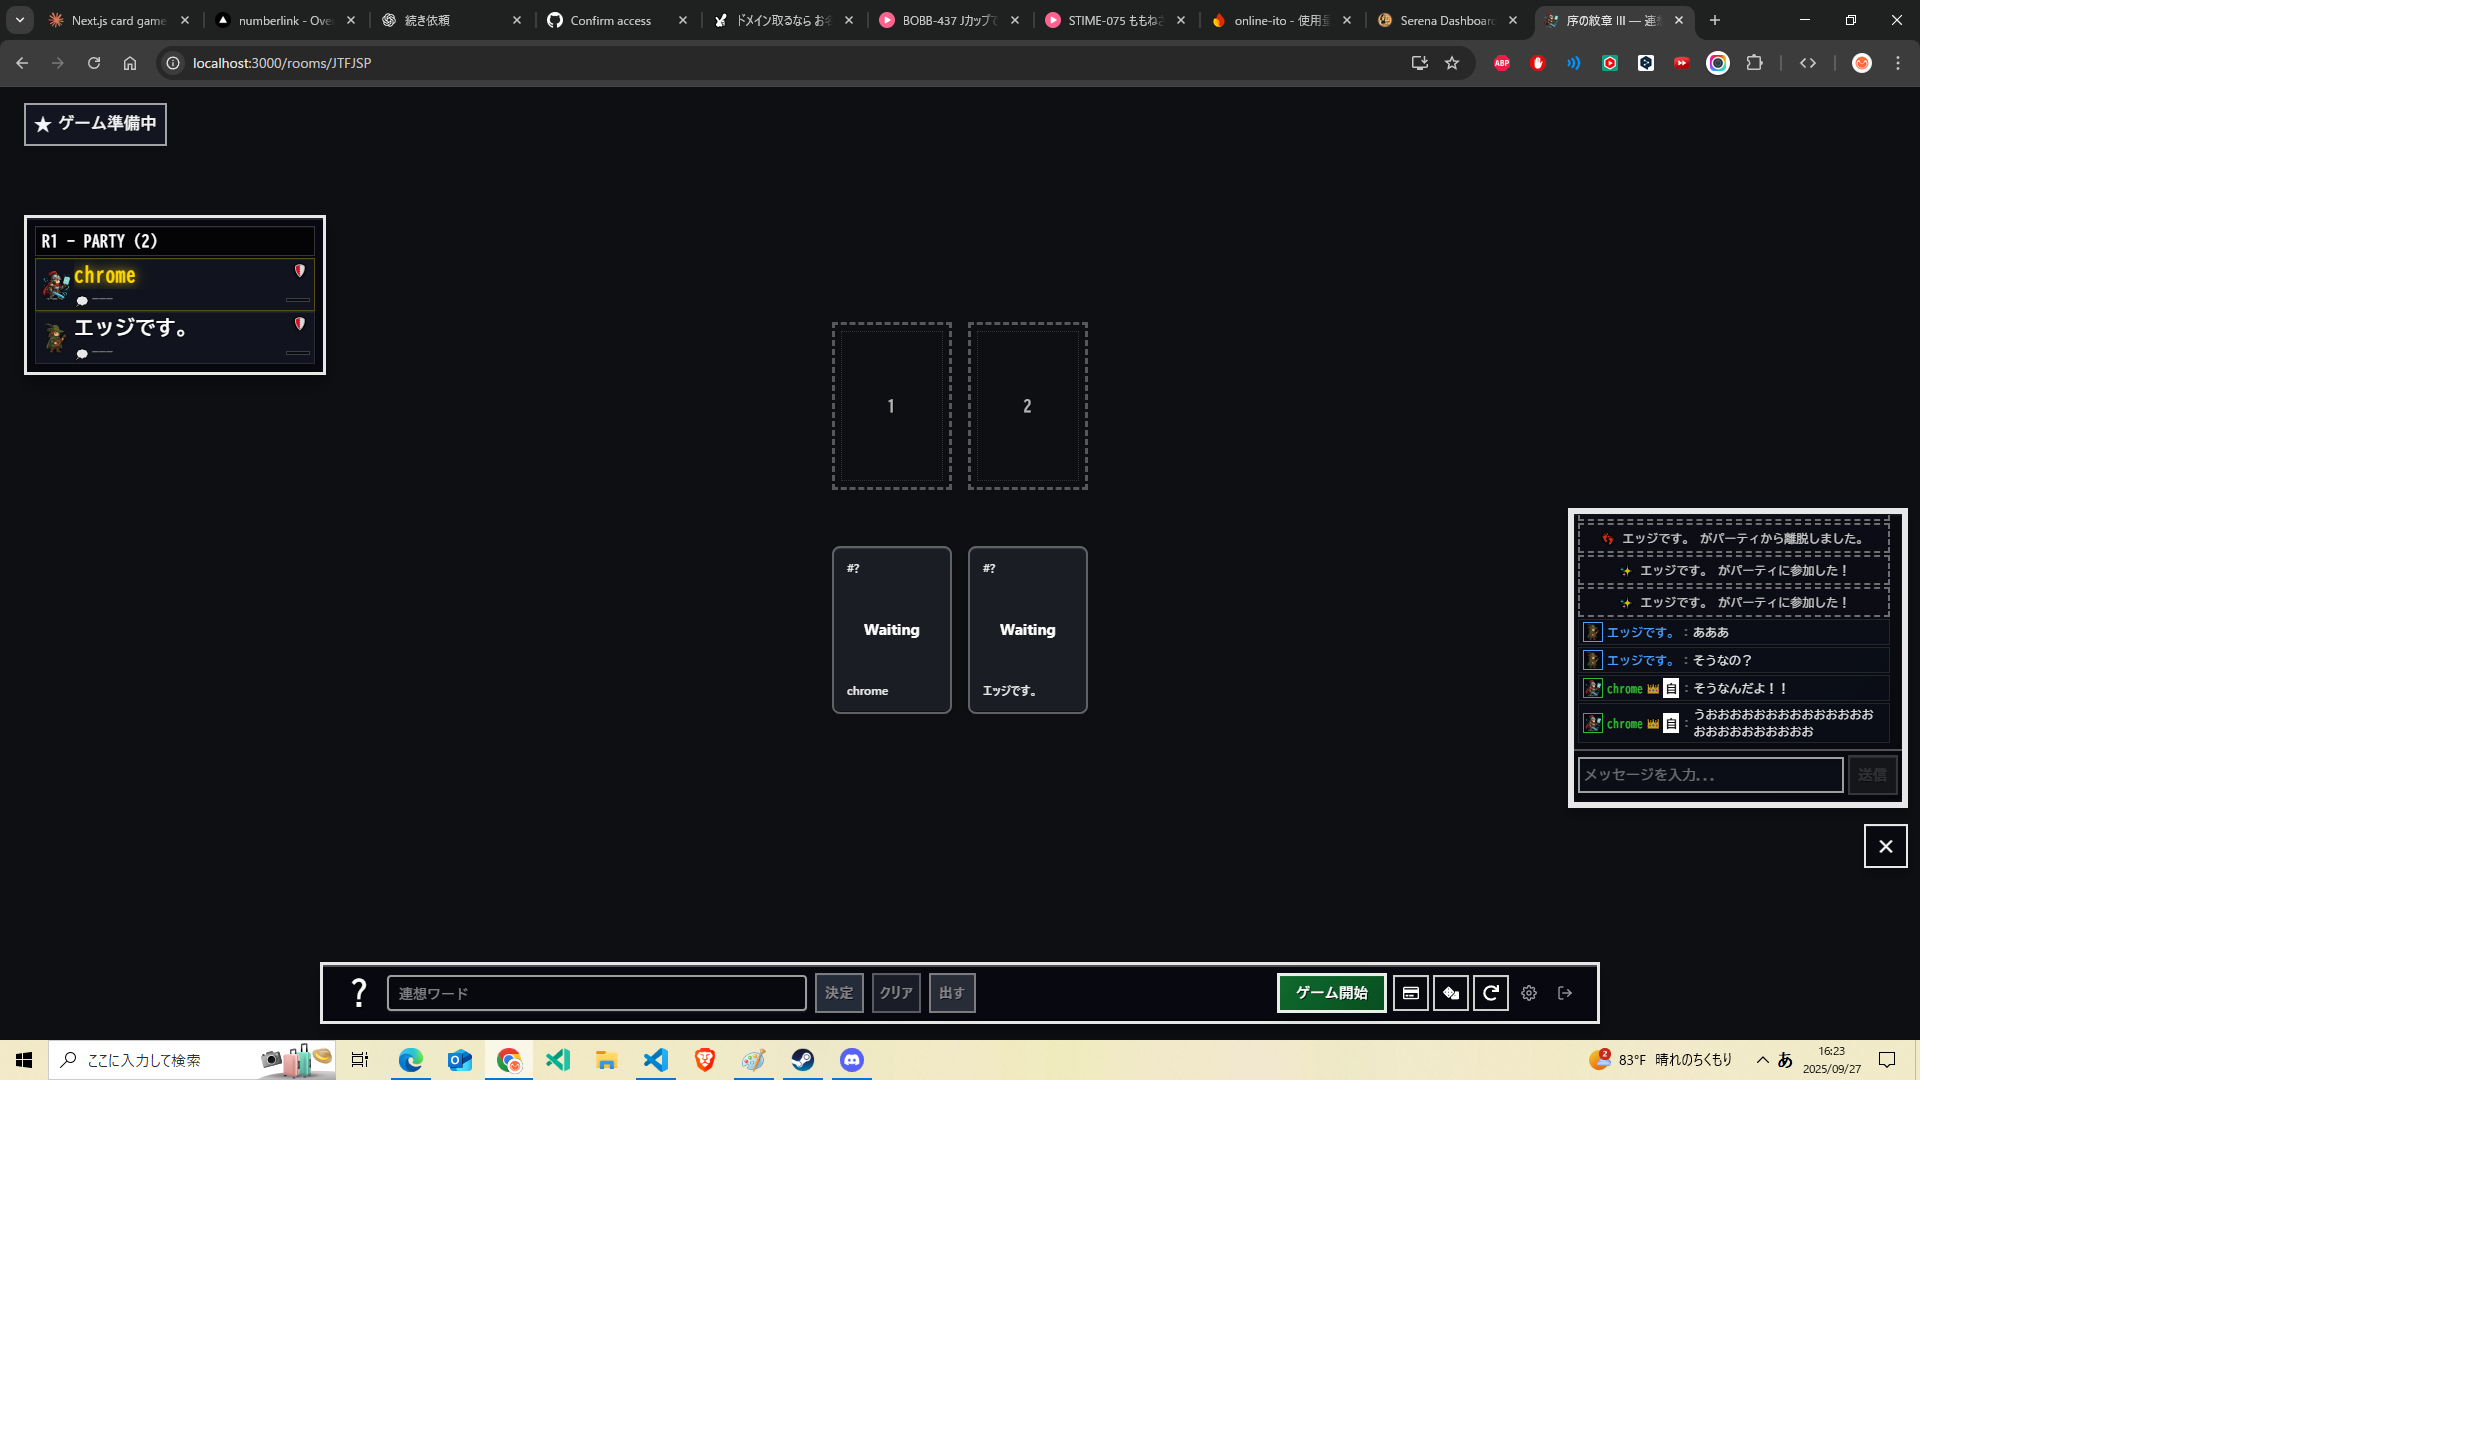 Next.js card game
numberlink - Over
続き依頼
Confirm access
ドメイン取るなら お名
BOBB-437 Jカップで
STIME-075 ももねさ
online-ito - 使用量
Serena Dashboard
序の紋章 III — 連想
localhost:3000/rooms/JTFJSP
ABP
★ ゲーム準備中
R1 - PARTY (2)
chrome
---
エッジです。
---
1
2
#?
Waiting
chrome
#?
Waiting
エッジです。
エッジです。 がパーティから離脱しました。
エッジです。 がパーティに参加した！
エッジです。 がパーティに参加した！
エッジです。：あああ
エッジです。：そうなの？
chrome 自：そうなんだよ！！
chrome 自：うおおおおおおおおおおおおおお
おおおおおおおおおお
メッセージを入力...
送信
✕
?
連想ワード
決定
クリア
出す
ゲーム開始
ここに入力して検索
2
83°F 晴れのちくもり
あ
16:23
2025/09/27